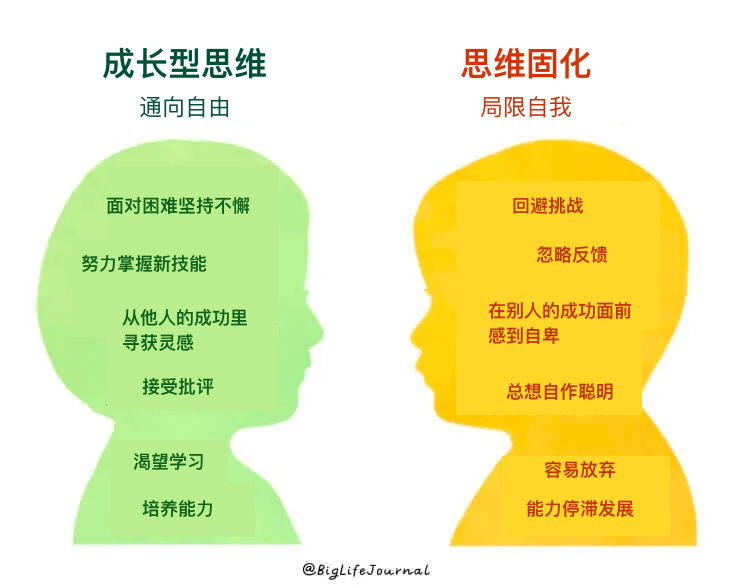 成长型思维
通向自由
面对困难坚持不懈
努力掌握新技能
从他人的成功里
寻获灵感
接受批评
渴望学习
培养能力
思维固化
局限自我
回避挑战
忽略反馈
在别人的成功面前
感到自卑
总想自作聪明
容易放弃
能力停滞发展
@BigLifeJournal